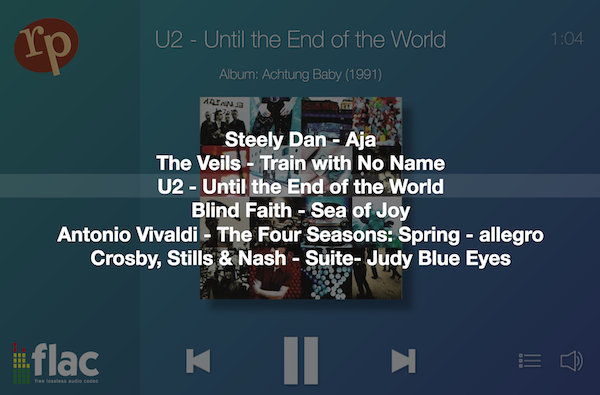 rp
U2 - Until the End of the World
1:04
Album: Achtung Baby (1991)
Steely Dan - Aja
The Veils - Train with No Name
U2 - Until the End of the World
Blind Faith - Sea of Joy
Antonio Vivaldi - The Four Seasons: Spring - allegro
Crosby, Stills & Nash - Suite- Judy Blue Eyes
flac
free lossless audio codec